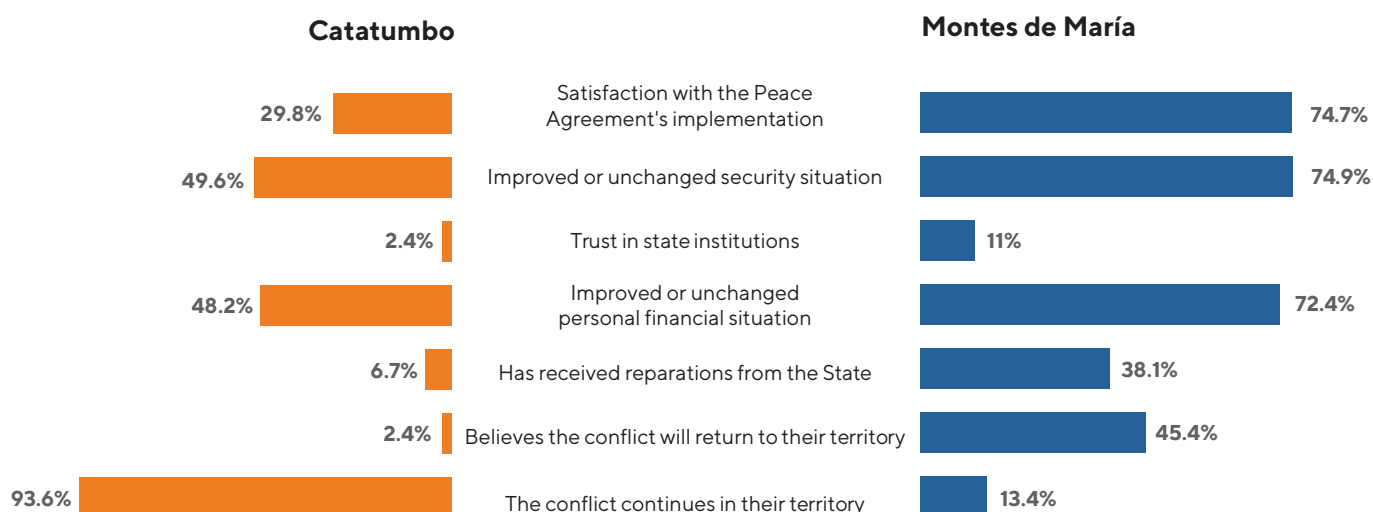 Catatumbo
Montes de María
29.8%
Satisfaction with the Peace
Agreement's implementation
74.7%
49.6%
Improved or unchanged security situation
74.9%
2.4%
Trust in state institutions
11%
48.2%
Improved or unchanged
personal financial situation
72.4%
6.7%
Has received reparations from the State
38.1%
2.4%
Believes the conflict will return to their territory
45.4%
93.6%
The conflict continues in their territory
13.4%